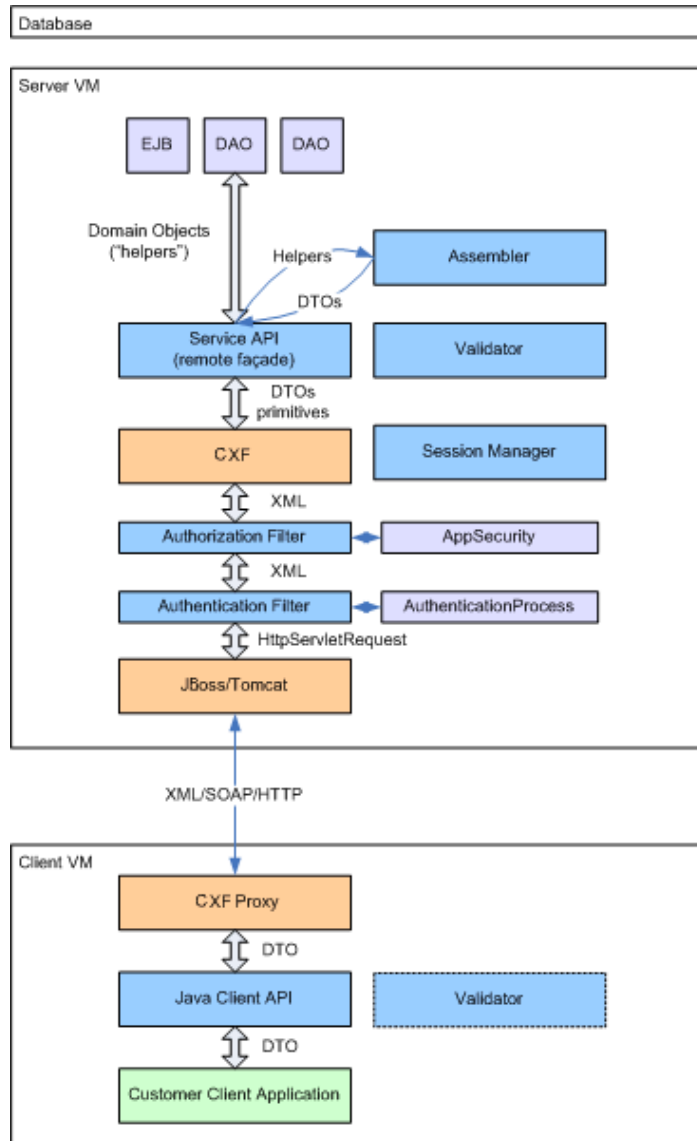 Database
Server VM
EJB
DAO
DAO
Domain Objects
("helpers")
Helpers
Assembler
DTOs
Service API
(remote façade)
Validator
DTOs
primitives
CXF
Session Manager
XML
Authorization Filter
AppSecurity
XML
Authentication Filter
AuthenticationProcess
HttpServletRequest
JBoss/Tomcat
XML/SOAP/HTTP
Client VM
CXF Proxy
DTO
Java Client API
Validator
DTO
Customer Client Application